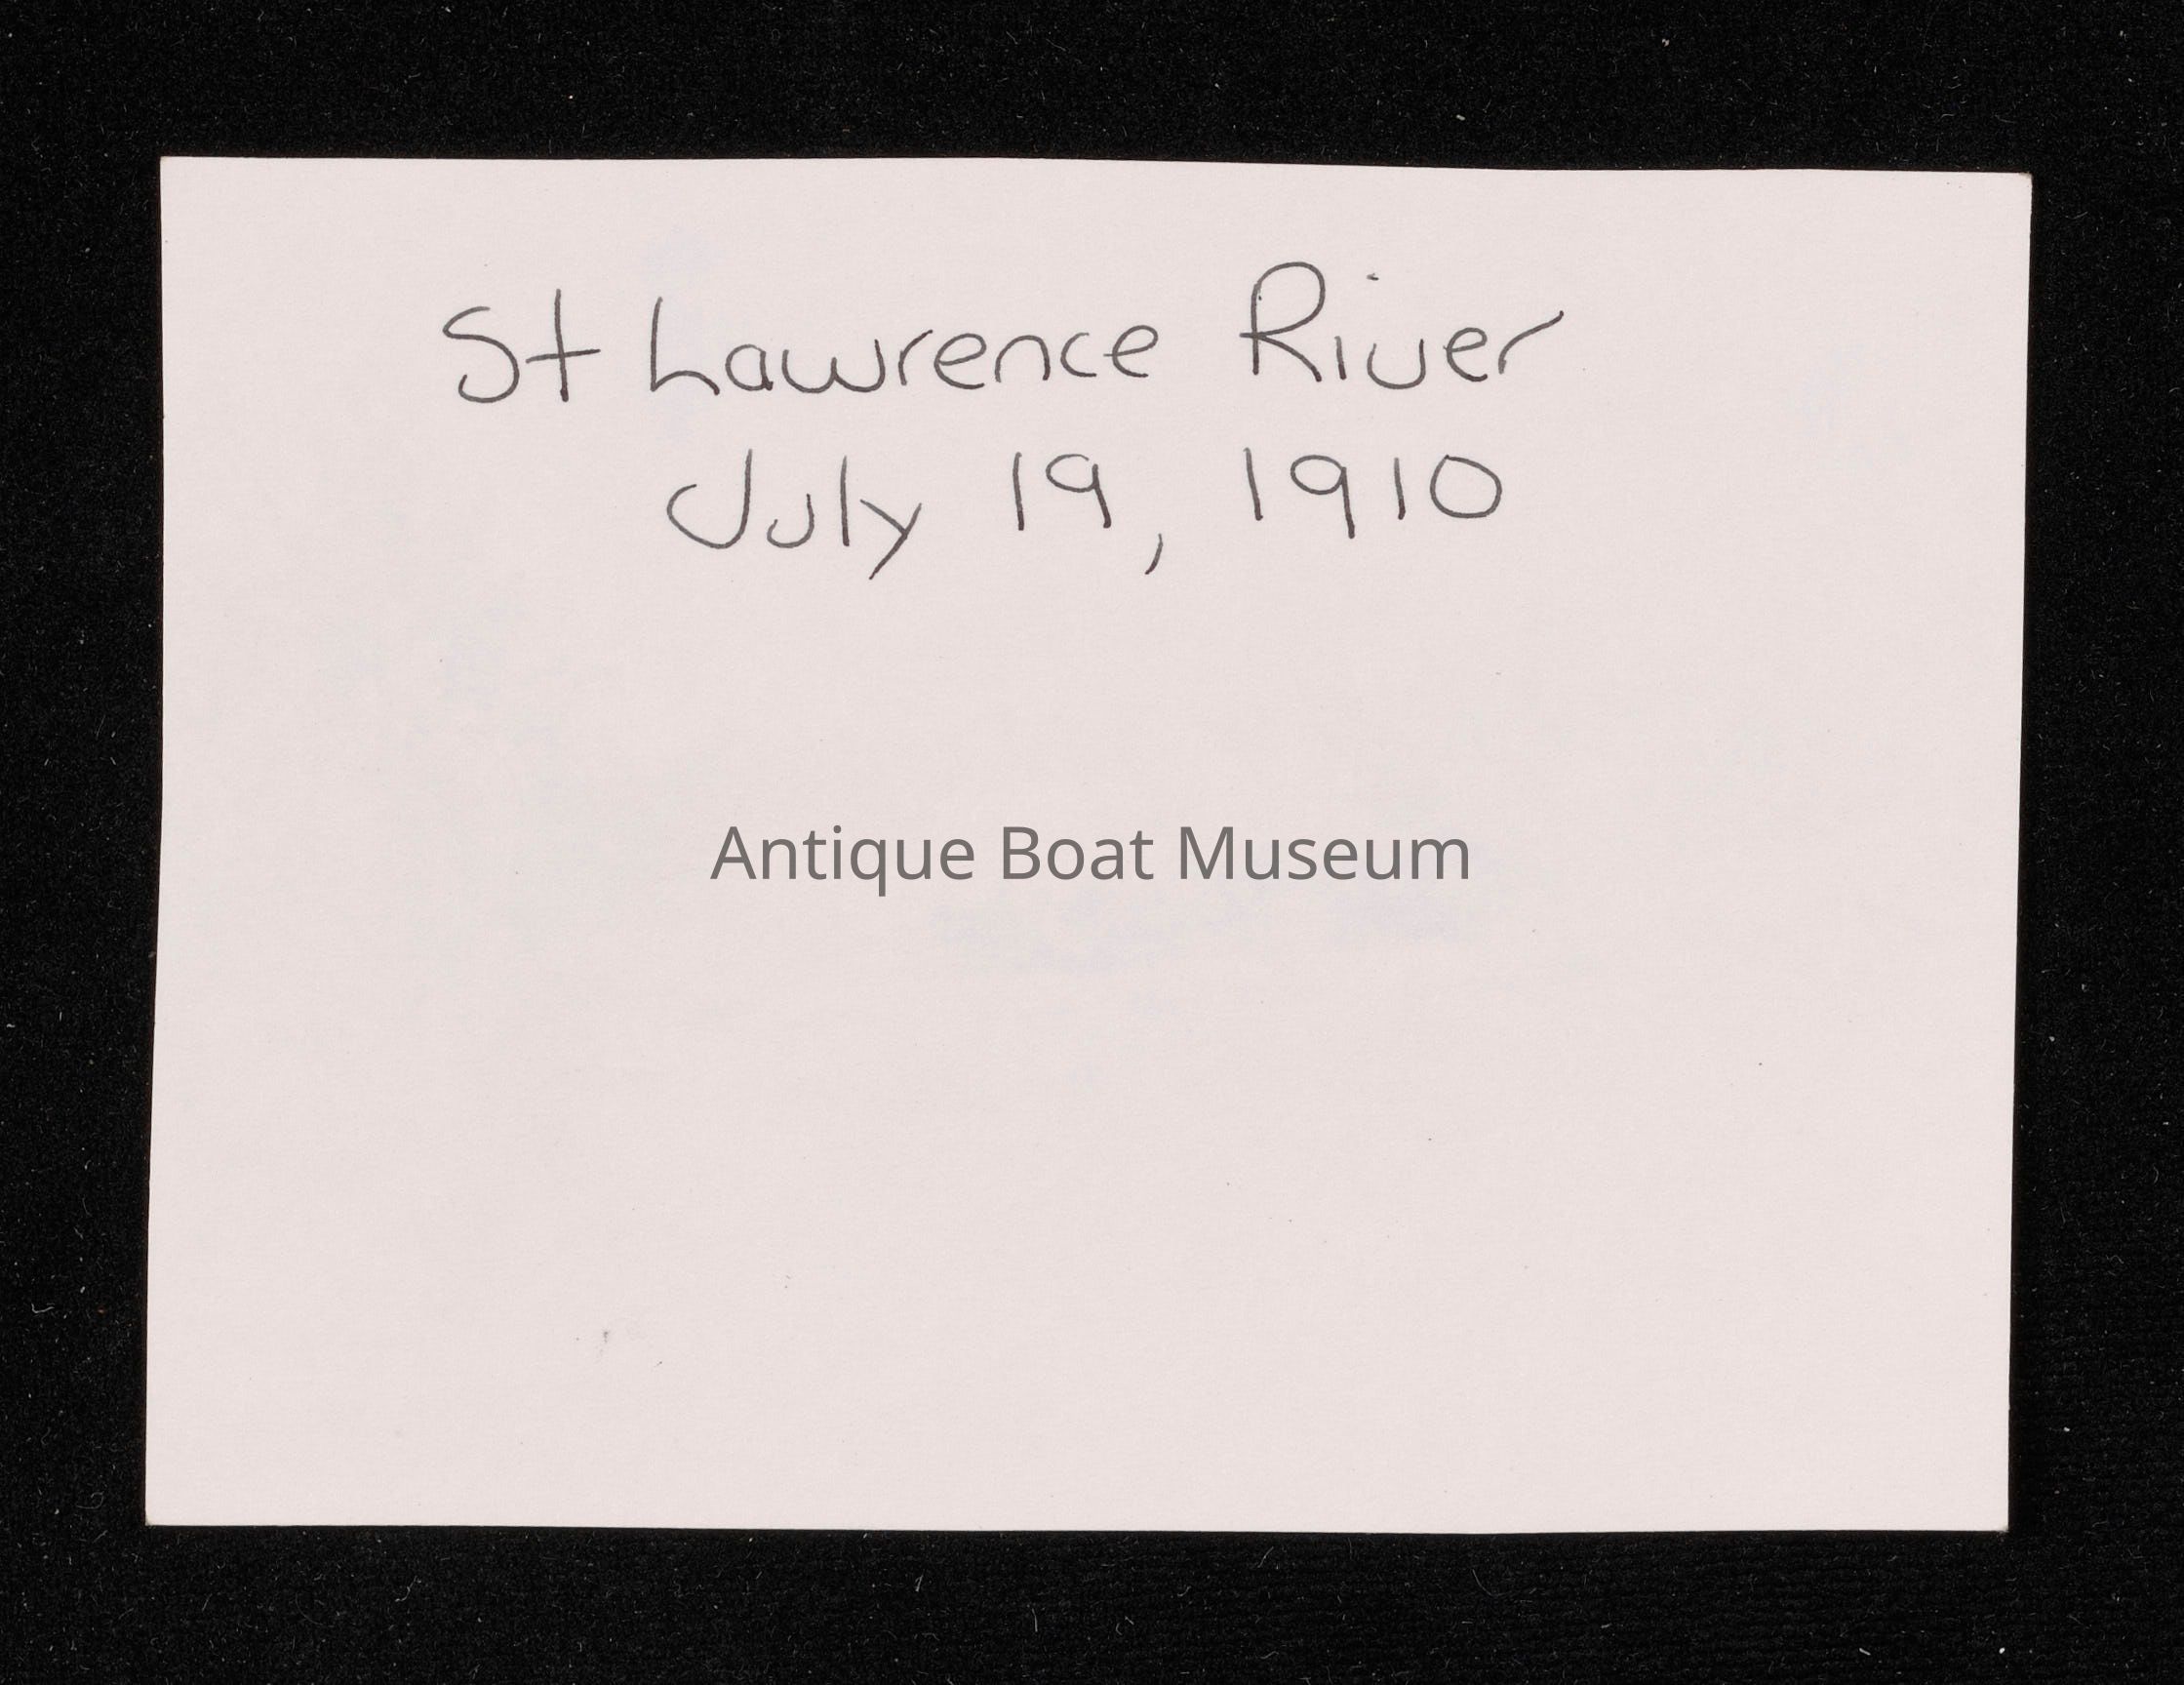 St Lawrence River
July 19, 1910
Antique Boat Museum